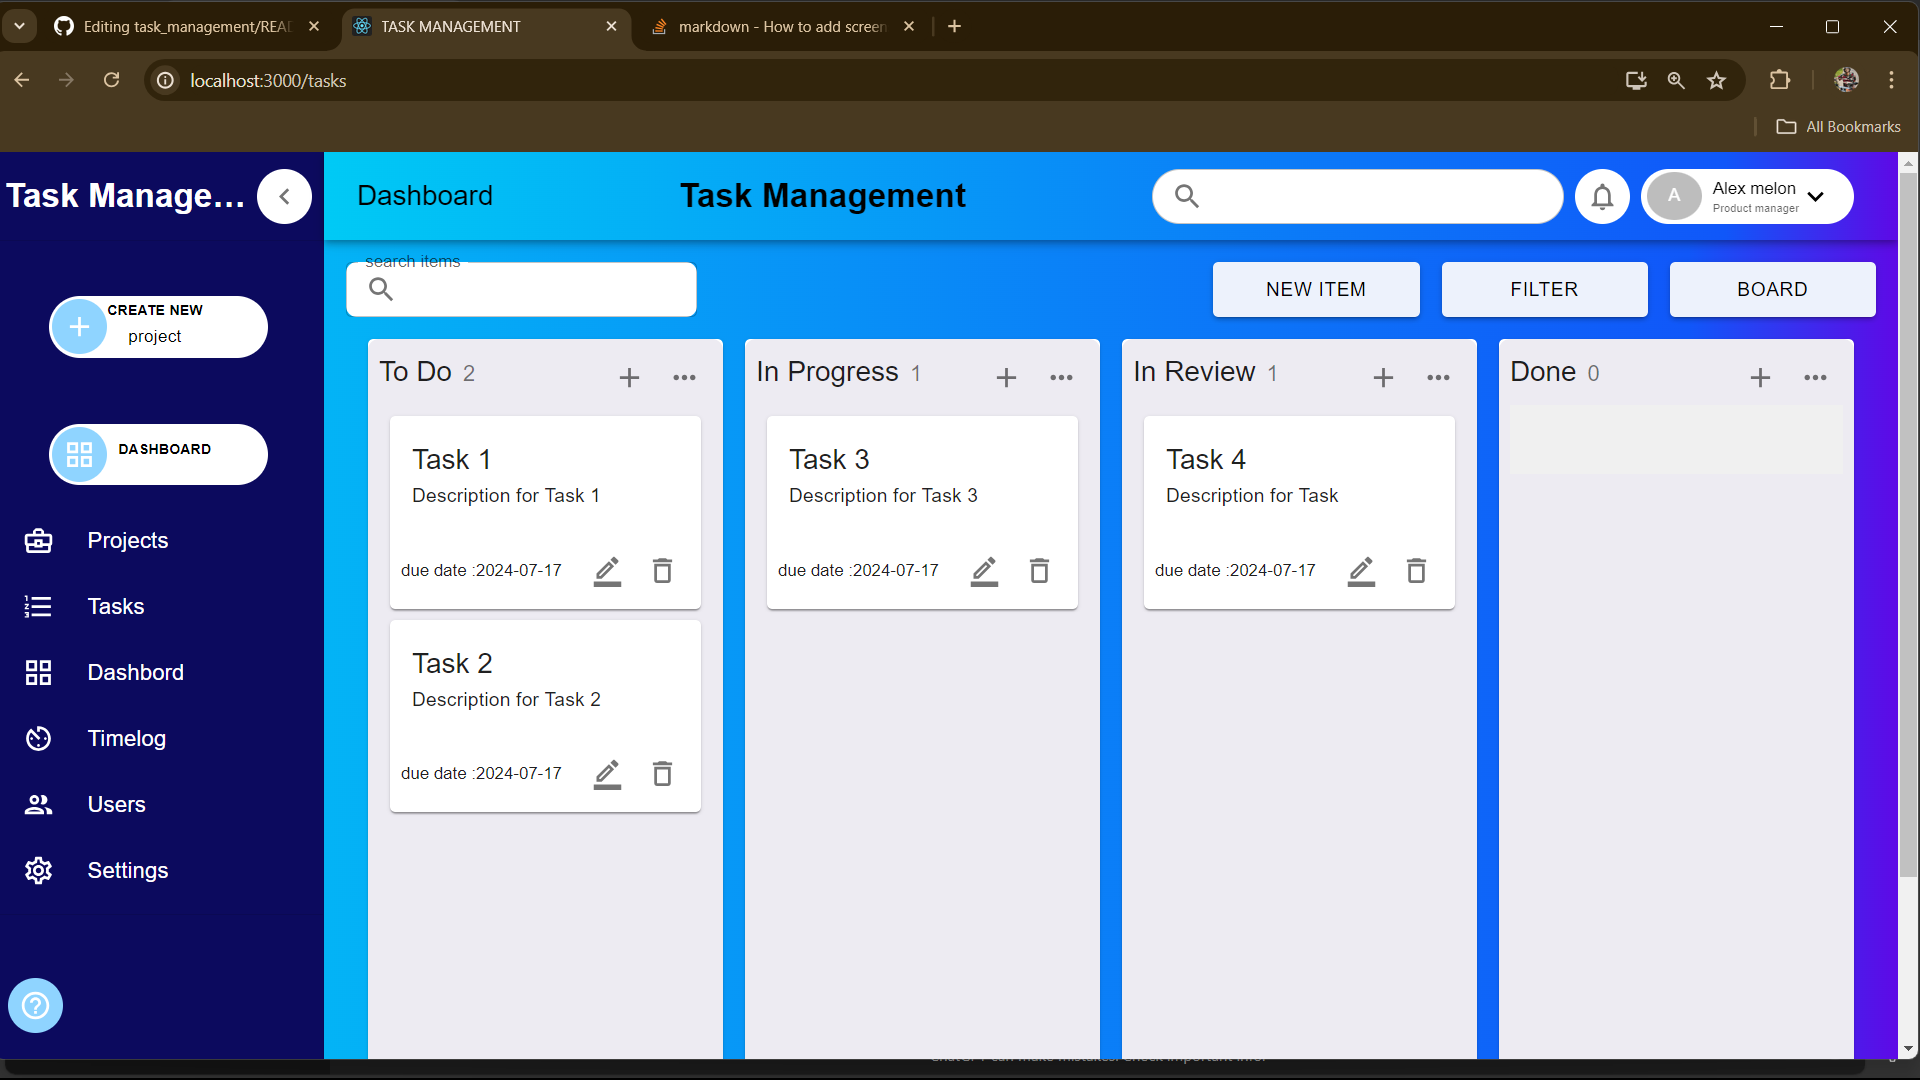 Editing task_management/READ
TASK MANAGEMENT
markdown - How to add screen
localhost:3000/tasks
All Bookmarks
Task Manage...
Dashboard
Task Management
A
Alex melon
Product manager
search items
NEW ITEM
FILTER
BOARD
CREATE NEW
project
DASHBOARD
Projects
Tasks
Dashbord
Timelog
Users
Settings
To Do 2
Task 1
Description for Task 1
due date :2024-07-17
Task 2
Description for Task 2
due date :2024-07-17
In Progress 1
Task 3
Description for Task 3
due date :2024-07-17
In Review 1
Task 4
Description for Task
due date :2024-07-17
Done 0